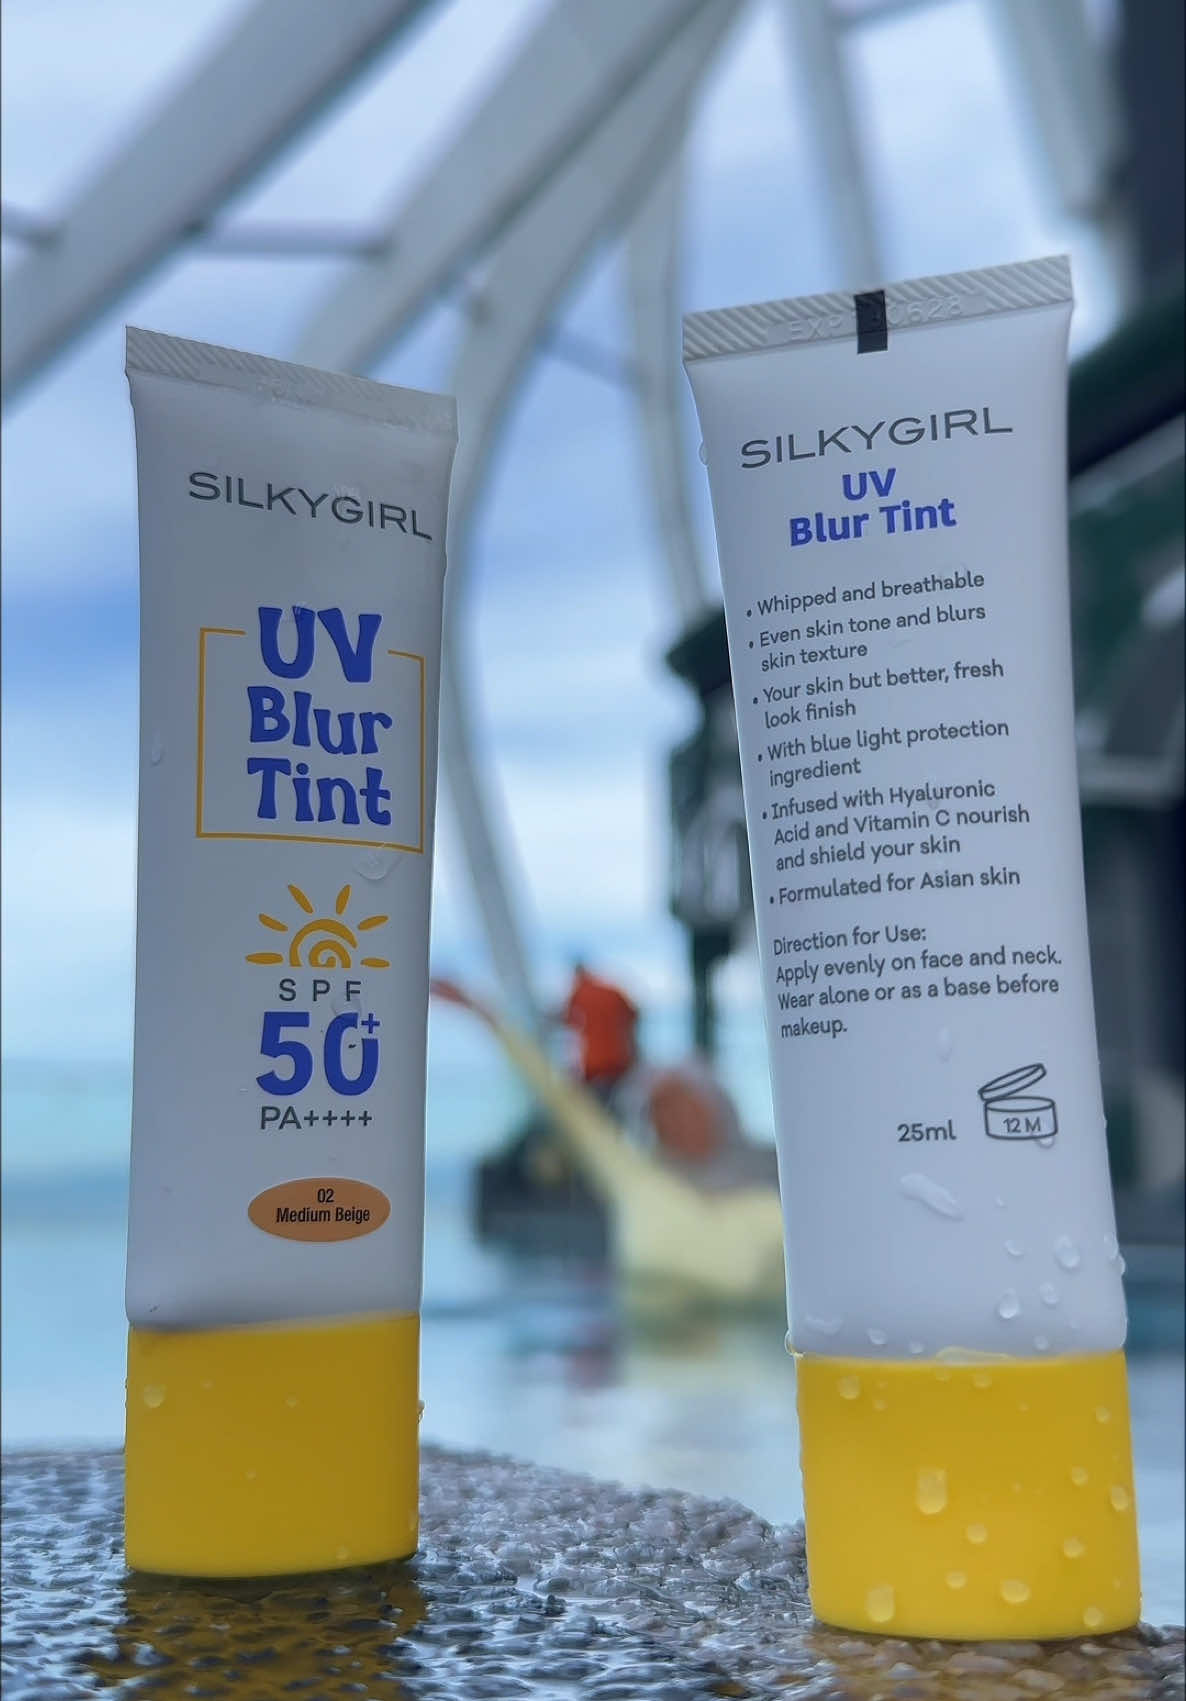 SILKYGIRL
UV
Blur
Tint
SPF
50+
PA++++
02
Medium Beige
SILKYGIRL
UV
Blur Tint
• Whipped and breathable
• Even skin tone and blurs
skin texture
• Your skin but better, fresh
look finish
• With blue light protection
ingredient
• Infused with Hyaluronic
Acid and Vitamin C nourish
and shield your skin
• Formulated for Asian skin
Direction for Use:
Apply evenly on face and neck.
Wear alone or as a base before
makeup.
25ml
12 M